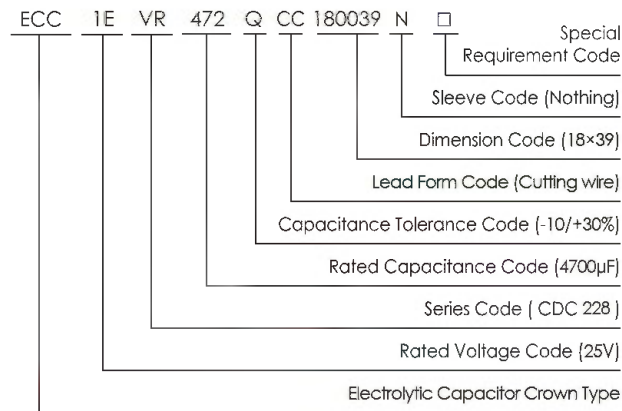 ECC 1E VR 472 Q CC 180039 N □
Special
Requirement Code
Sleeve Code (Nothing)
Dimension Code (18×39)
Lead Form Code (Cutting wire)
Capacitance Tolerance Code (-10/+30%)
Rated Capacitance Code (4700µF)
Series Code ( CDC 228 )
Rated Voltage Code (25V)
Electrolytic Capacitor Crown Type